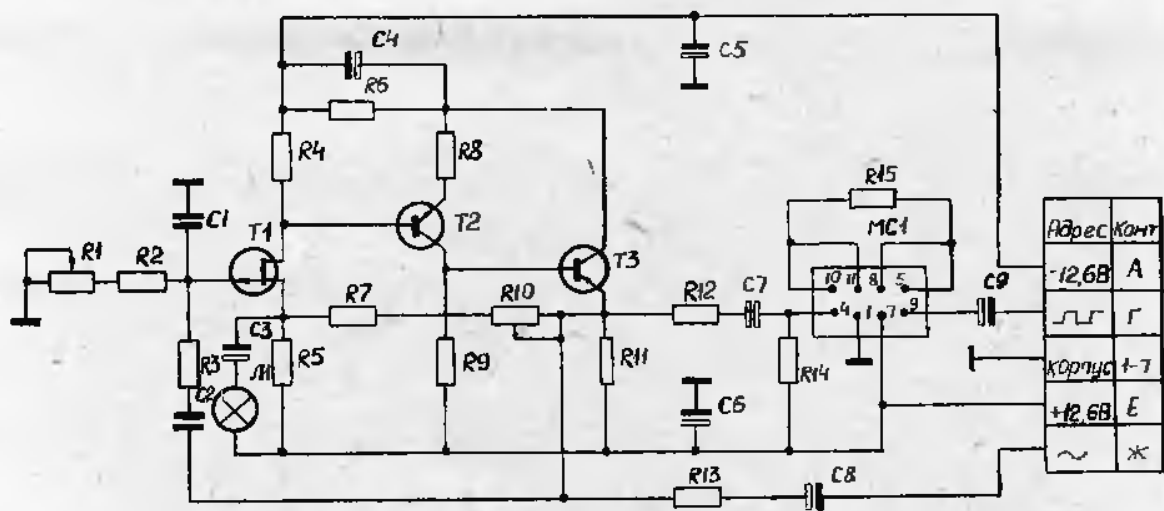 C4
C5
R6
R4
R8
R15
C1
T2
MC1
Адрес Конт
R1
R2
T1
T3
10 11 8 5
C9
-12,6В А
C3
R7
R10
R12
C7
4 1 7 9
Г
R3
Л1
R5
R9
R11
R14
Корпус 1-7
C2
C6
+12,6В Е
R13
C8
~ Ж